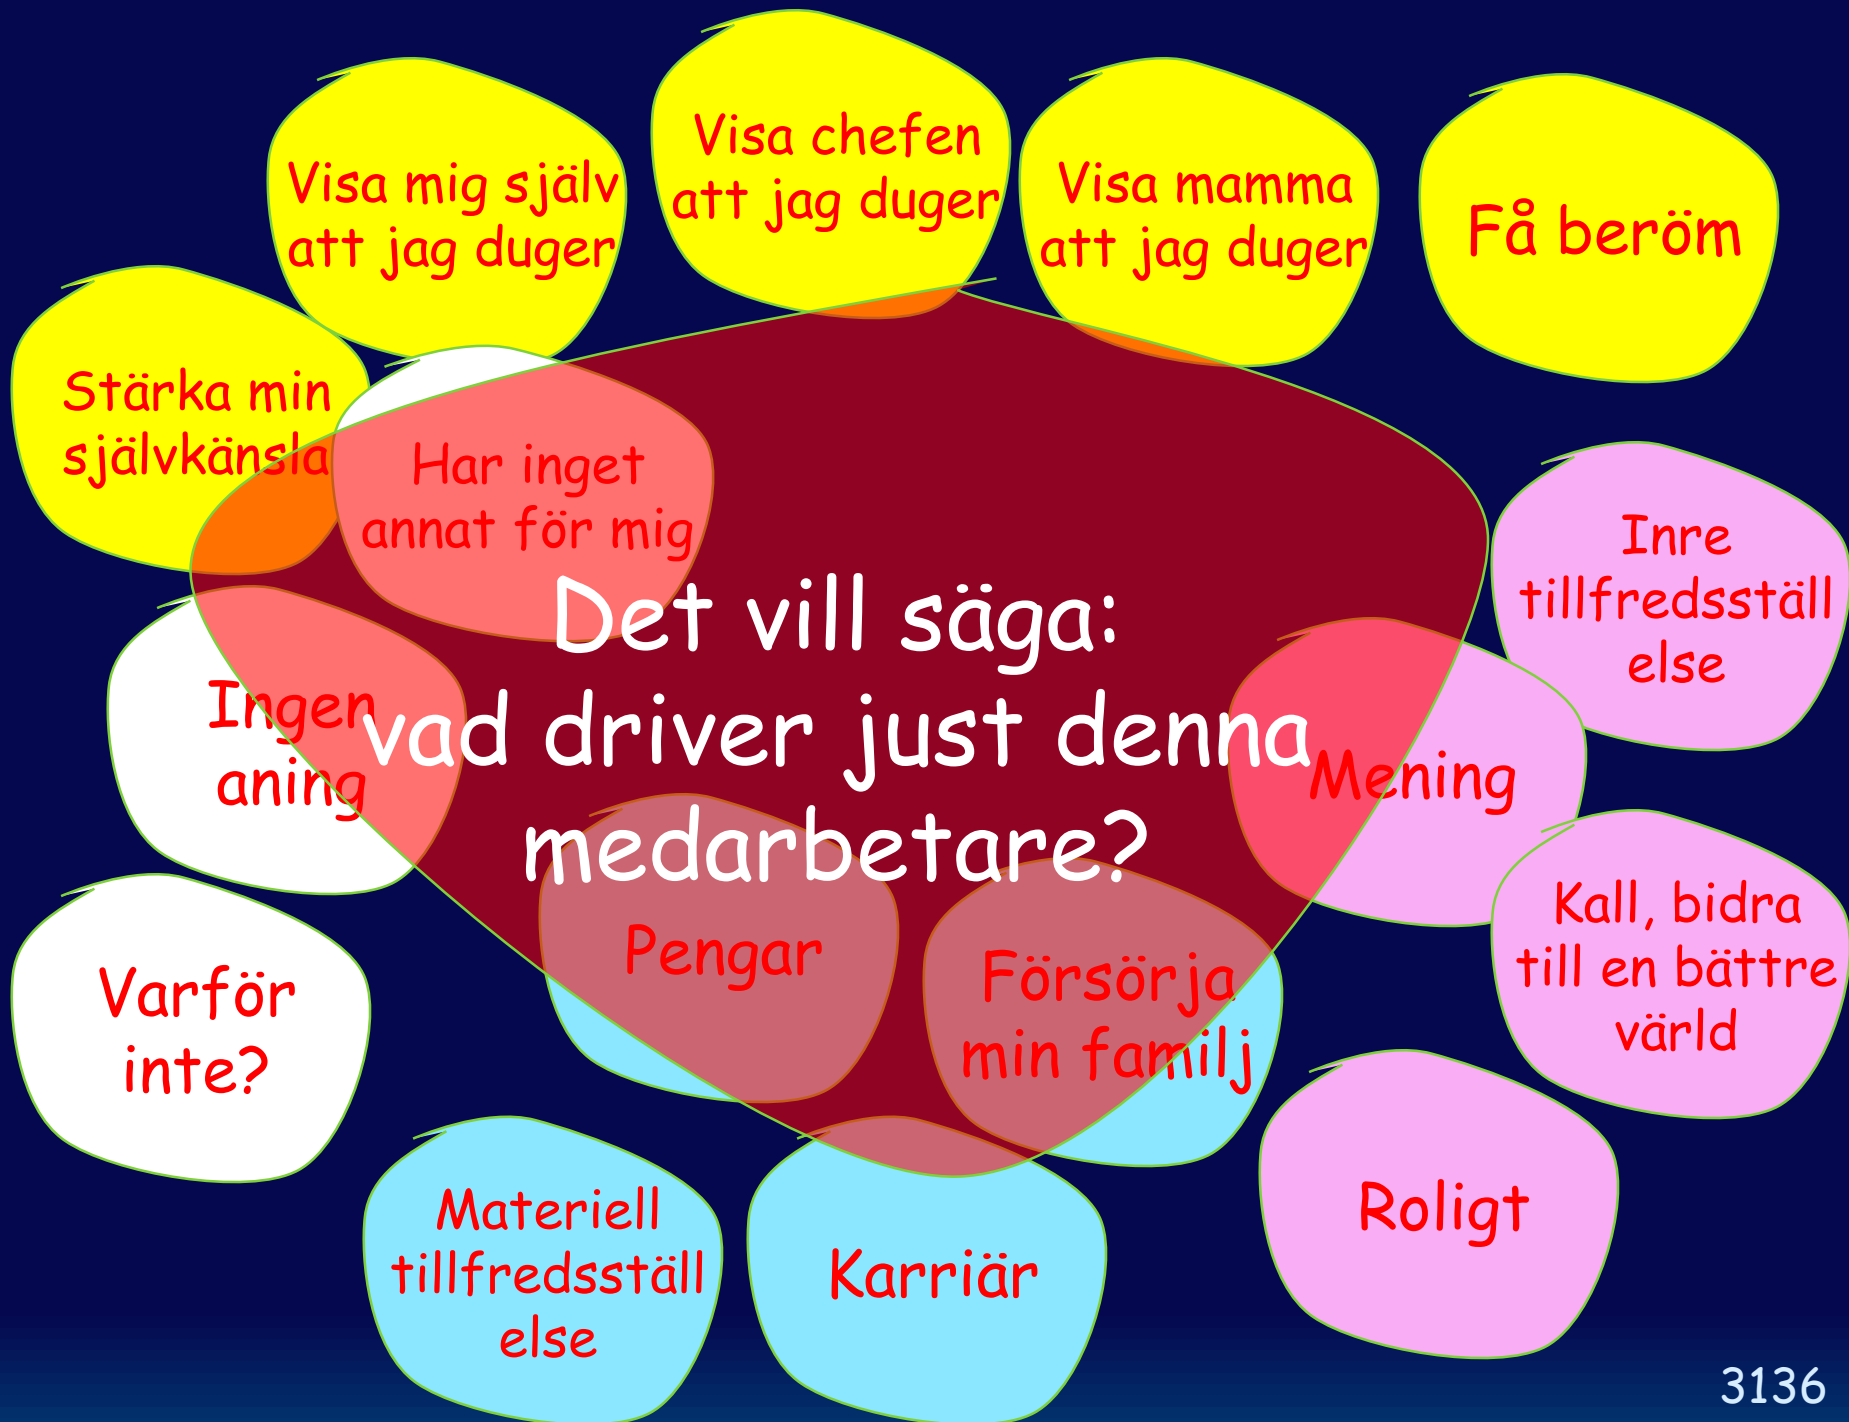 Visa chefen
att jag duger
Visa mig själv
att jag duger
Visa mamma
att jag duger
Få beröm
Stärka min
självkänsla
Har inget
annat för mig
Inre
tillfredsställ
else
Det vill säga:
vad driver just denna
medarbetare?
Ingen
aning
Mening
Pengar
Försörja
min familj
Kall, bidra
till en bättre
värld
Varför
inte?
Materiell
tillfredsställ
else
Karriär
Roligt
3136